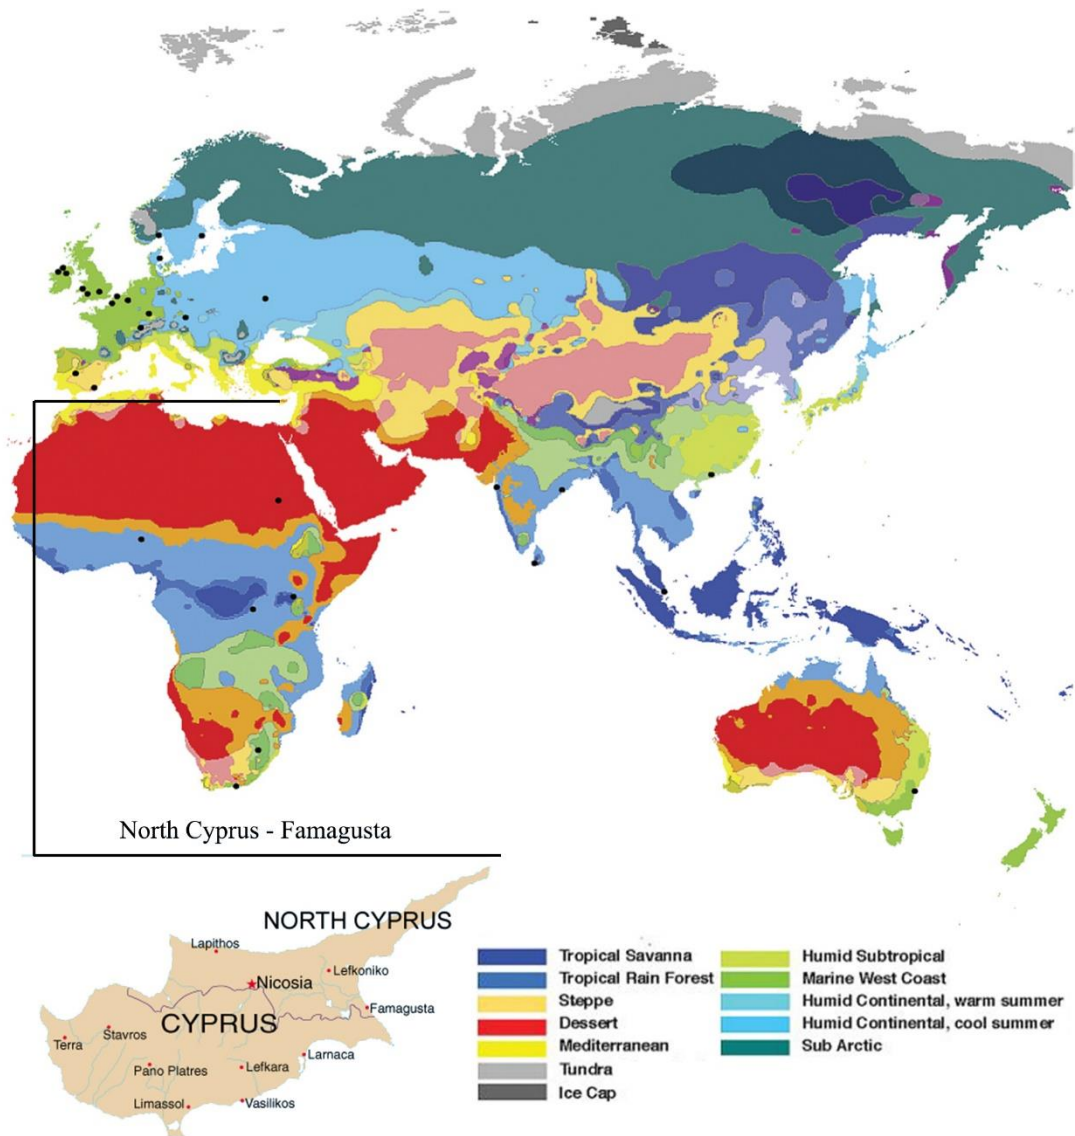 North Cyprus - Famagusta
NORTH CYPRUS
Lapithos
Lefkoniko
Nicosia
Famagusta
CYPRUS
Stavros
Terra
Larnaca
Pano Platres
Lefkara
Limassol
Vasilikos
Tropical Savanna
Tropical Rain Forest
Steppe
Dessert
Mediterranean
Tundra
Ice Cap
Humid Subtropical
Marine West Coast
Humid Continental, warm summer
Humid Continental, cool summer
Sub Arctic